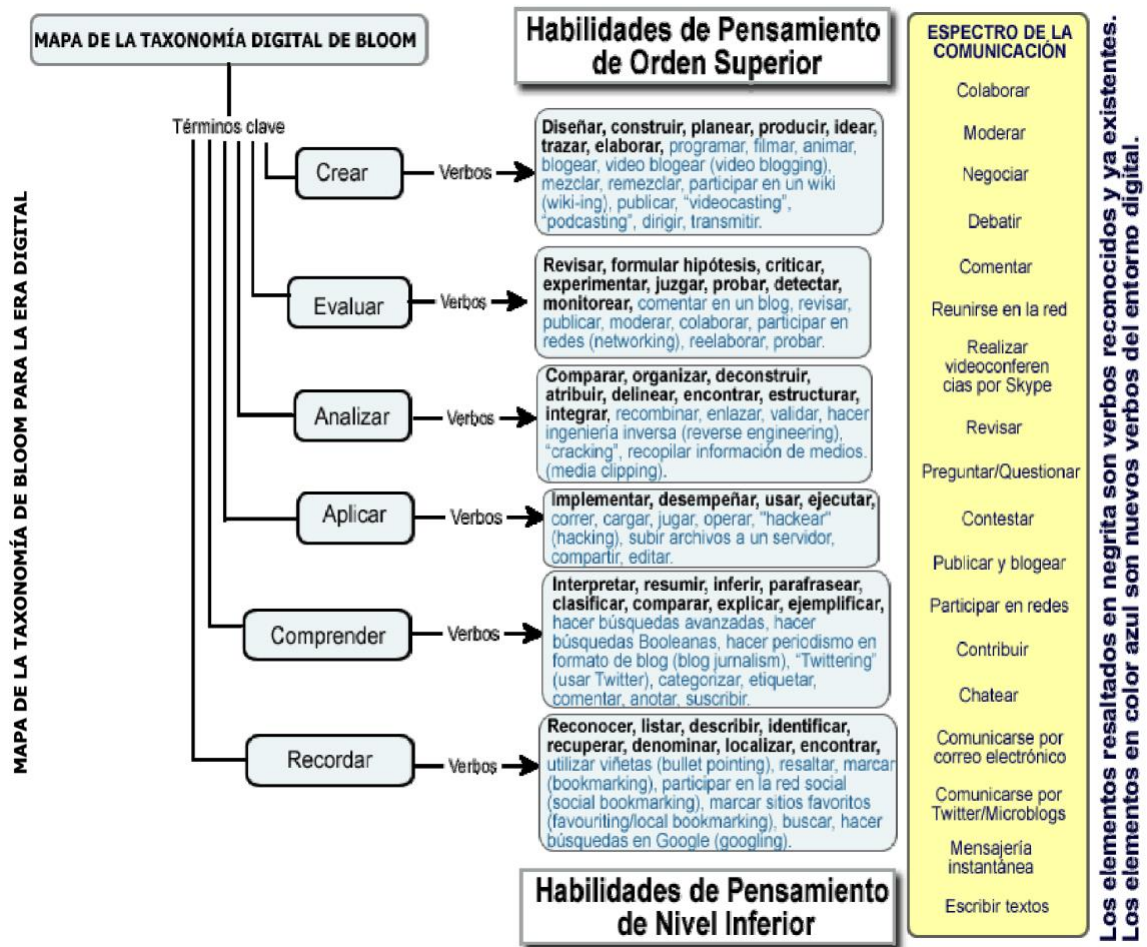 MAPA DE LA TAXONOMÍA DIGITAL DE BLOOM
Habilidades de Pensamiento
de Orden Superior
Términos clave
Crear
Verbos
Diseñar, construir, planear, producir, idear,
trazar, elaborar, programar, filmar, animar,
blogear, video blogear (video blogging),
mezclar, remezclar, participar en un wiki
(wiki-ing), publicar, “videocasting”,
“podcasting”, dirigir, transmitir.
Evaluar
Verbos
Revisar, formular hipótesis, criticar,
experimentar, juzgar, probar, detectar,
monitorear, comentar en un blog, revisar,
publicar, moderar, colaborar, participar en
redes (networking), reelaborar, probar.
Analizar
Verbos
Comparar, organizar, deconstruir,
atribuir, delinear, encontrar, estructurar,
integrar, recombinar, enlazar, validar, hacer
ingeniería inversa (reverse engineering),
“cracking”, recopilar información de medios.
(media clipping).
Aplicar
Verbos
Implementar, desempeñar, usar, ejecutar,
correr, cargar, jugar, operar, "hackear"
(hacking), subir archivos a un servidor,
compartir, editar.
Comprender
Verbos
Interpretar, resumir, inferir, parafrasear,
clasificar, comparar, explicar, ejemplificar,
hacer búsquedas avanzadas, hacer
búsquedas Booleanas, hacer periodismo en
formato de blog (blog journalism), “Twittering”
(usar Twitter), categorizar, etiquetar,
comentar, anotar, suscribir.
Recordar
Verbos
Reconocer, listar, describir, identificar,
recuperar, denominar, localizar, encontrar,
utilizar viñetas (bullet pointing), resaltar, marcar
(bookmarking), participar en la red social
(social bookmarking), marcar sitios favoritos
(favouriting/local bookmarking), buscar, hacer
búsquedas en Google (googling).
Habilidades de Pensamiento
de Nivel Inferior
ESPECTRO DE LA
COMUNICACIÓN
Colaborar
Moderar
Negociar
Debatir
Comentar
Reunirse en la red
Realizar
videoconferen
cias por Skype
Revisar
Preguntar/Questionar
Contestar
Publicar y blogear
Participar en redes
Contribuir
Chatear
Comunicarse por
correo electrónico
Comunicarse por
Twitter/Microblogs
Mensajería
instantánea
Escribir textos
MAPA DE LA TAXONOMÍA DE BLOOM PARA LA ERA DIGITAL
Los elementos resaltados en negrita son verbos reconocidos y ya existentes.
Los elementos en color azul son nuevos verbos del entorno digital.